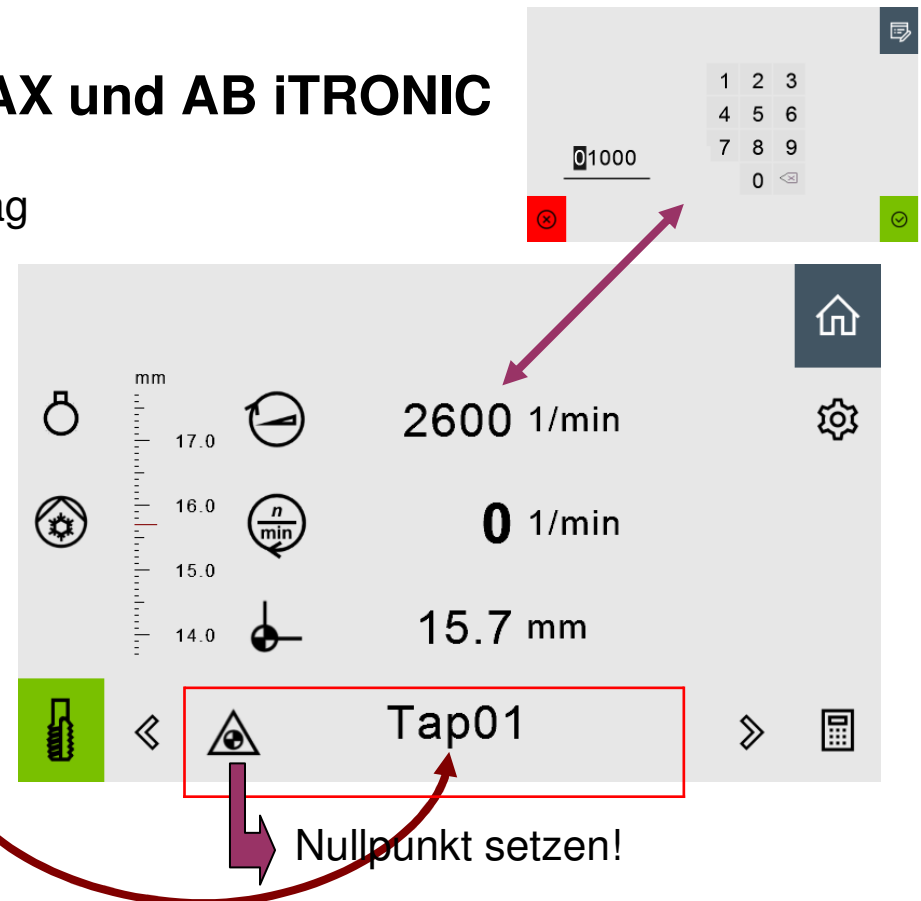 AX und AB iTRONIC
ng
1 2 3
4 5 6
7 8 9
01000
0
mm
17.0
2600 1/min
16.0
n
min
0 1/min
15.0
15.7 mm
14.0
Tap01
Nullpunkt setzen!